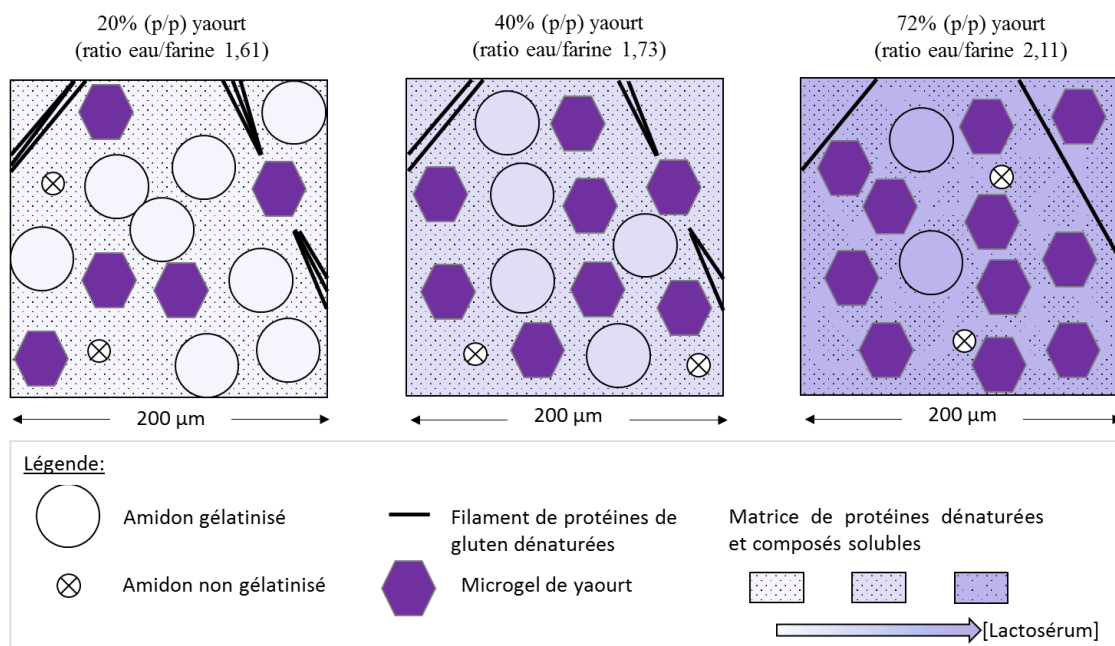 20% (p/p) yaourt
(ratio eau/farine 1,61)
40% (p/p) yaourt
(ratio eau/farine 1,73)
72% (p/p) yaourt
(ratio eau/farine 2,11)
200 µm
200 µm
200 µm
Légende:
Amidon gélatinisé
Amidon non gélatinisé
Filament de protéines de
gluten dénaturées
Microgel de yaourt
Matrice de protéines dénaturées
et composés solubles
[Lactosérum]